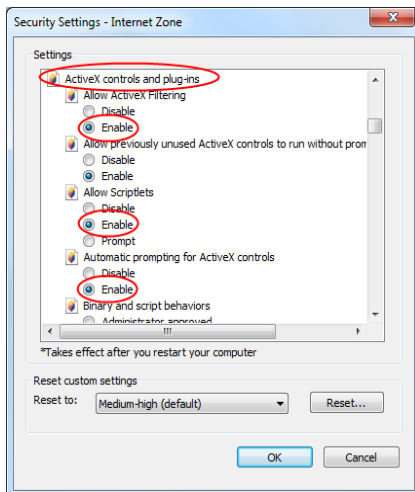 Security Settings - Internet Zone
Settings
ActiveX controls and plug-ins
Allow ActiveX Filtering
Disable
Enable
Allow previously unused ActiveX controls to run without prom
Disable
Enable
Allow Scriptlets
Disable
Enable
Prompt
Automatic prompting for ActiveX controls
Disable
Enable
Binary and script behaviors
Administrator approved
*Takes effect after you restart your computer
Reset custom settings
Reset to:
Medium-high (default)
Reset...
OK
Cancel